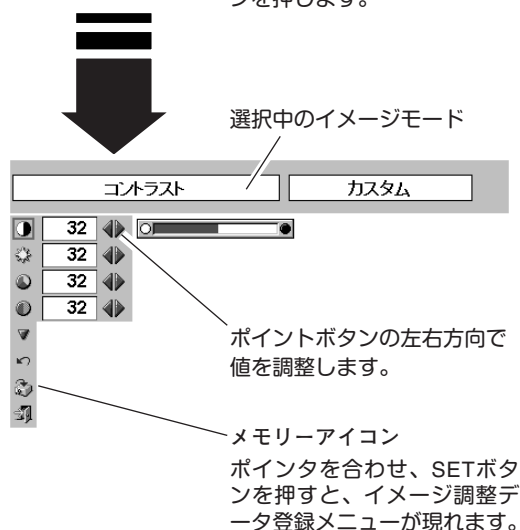 ンを押します。
選択中のイメージモード
コントラスト
カスタム
32
32
32
32
ポイントボタンの左右方向で
値を調整します。
メモリーアイコン
ポインタを合わせ、SETボタ
ンを押すと、イメージ調整デ
ータ登録メニューが現れます。